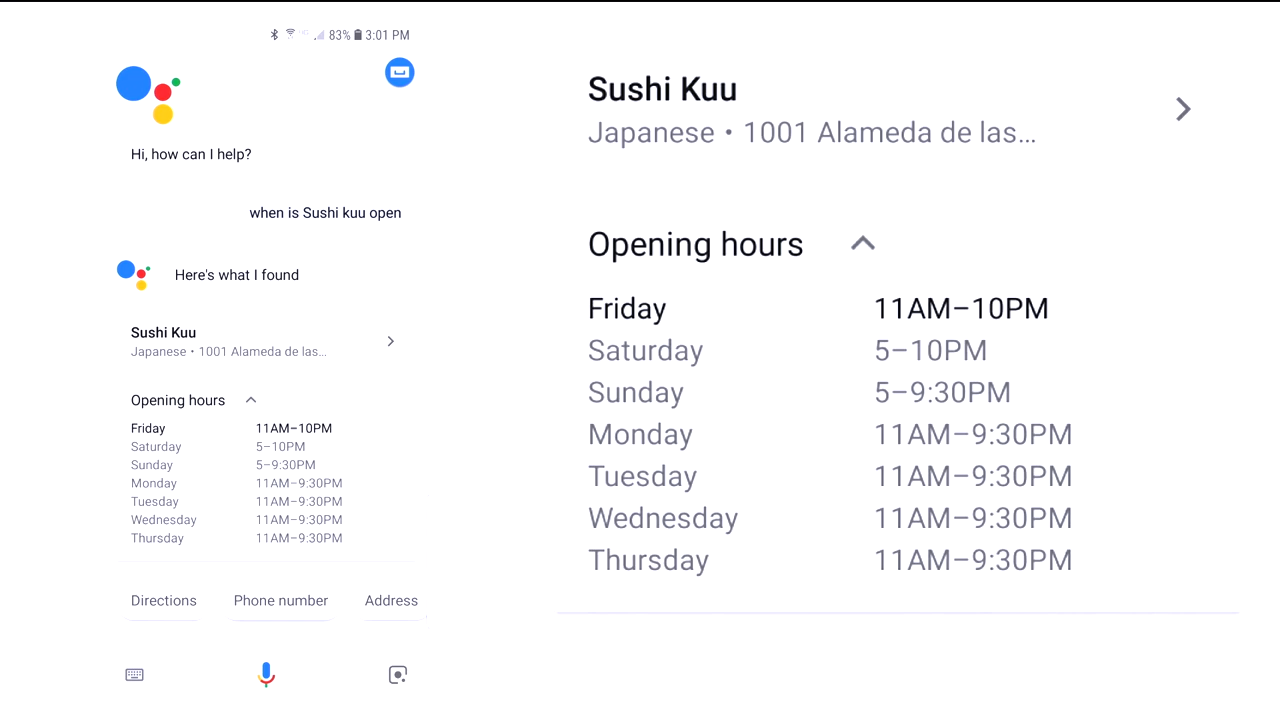 83% 3:01 PM
Hi, how can I help?
when is Sushi kuu open
Here's what I found
Sushi Kuu
Japanese • 1001 Alameda de las...
Opening hours
Friday 11AM–10PM
Saturday 5–10PM
Sunday 5–9:30PM
Monday 11AM–9:30PM
Tuesday 11AM–9:30PM
Wednesday 11AM–9:30PM
Thursday 11AM–9:30PM
Directions Phone number Address
Sushi Kuu
Japanese • 1001 Alameda de las...
Opening hours
Friday 11AM–10PM
Saturday 5–10PM
Sunday 5–9:30PM
Monday 11AM–9:30PM
Tuesday 11AM–9:30PM
Wednesday 11AM–9:30PM
Thursday 11AM–9:30PM